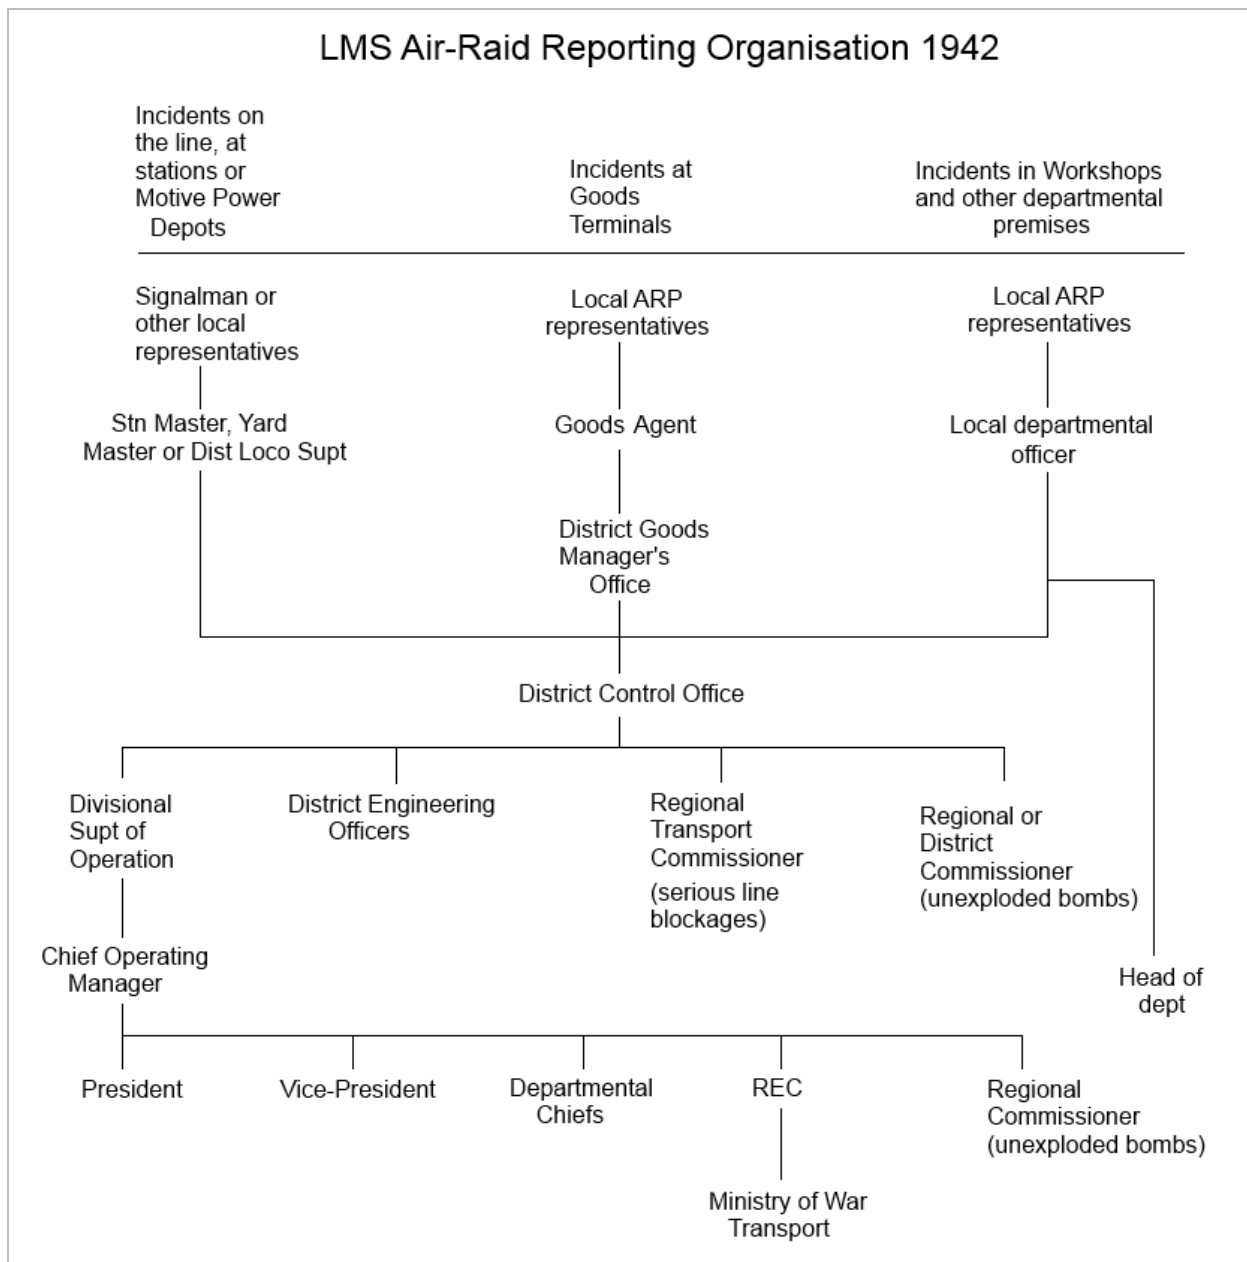 LMS Air-Raid Reporting Organisation 1942
Incidents on
the line, at
stations or
Motive Power
Depots
Incidents at
Goods
Terminals
Incidents in Workshops
and other departmental
premises
Signalman or
other local
representatives
Local ARP
representatives
Local ARP
representatives
Stn Master, Yard
Master or Dist Loco Supt
Goods Agent
Local departmental
officer
District Goods
Manager's
Office
District Control Office
Divisional
Supt of
Operation
District Engineering
Officers
Regional
Transport
Commissioner
(serious line
blockages)
Regional or
District
Commissioner
(unexploded bombs)
Chief Operating
Manager
Head of
dept
President
Vice-President
Departmental
Chiefs
REC
Regional
Commissioner
(unexploded bombs)
Ministry of War
Transport